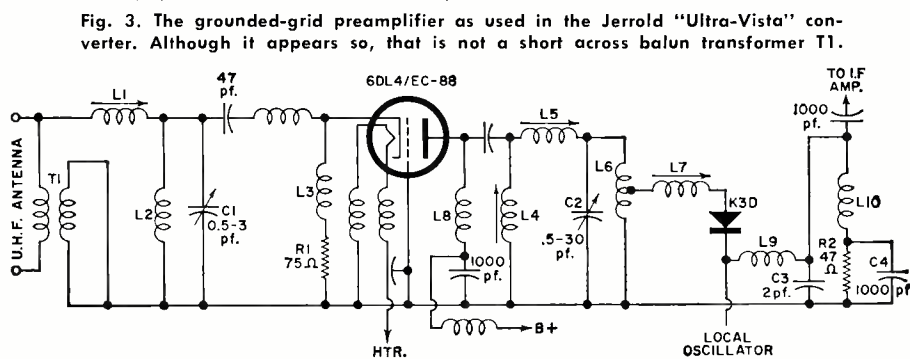 Fig. 3. The grounded-grid preamplifier as used in the Jerrold "Ultra-Vista" con-
verter. Although it appears so, that is not a short across balun transformer T1.
U.H.F. ANTENNA
T1
L1
L2
C1
0.5-3
pf.
47
pf.
L3
R1
75Ω
6DL4/EC-88
HTR.
L8
1000
pf.
B+
L4
L5
C2
.5-30
pf.
L6
L7
K3D
LOCAL
OSCILLATOR
L9
C3
2pf.
TO I.F
AMP.
1000
pf.
L10
R2
47
Ω
C4
1000 pf